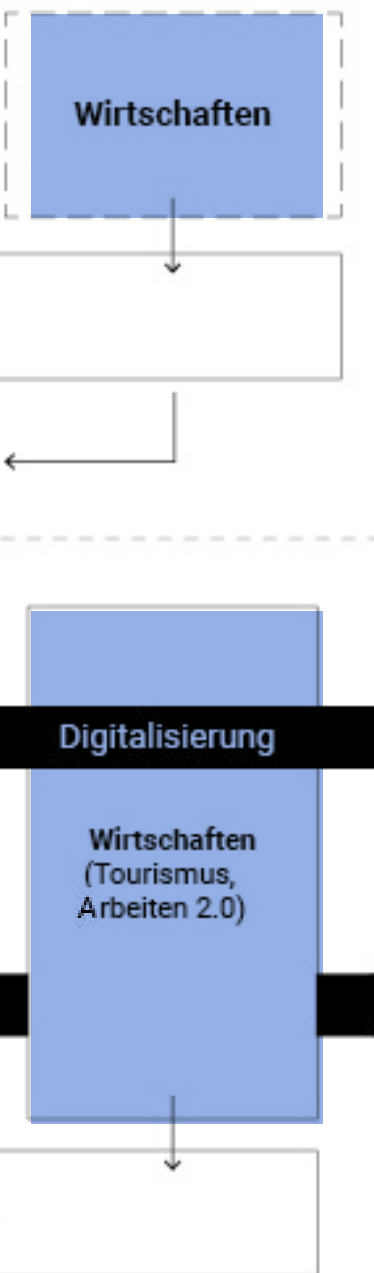 Wirtschaften
Digitalisierung
Wirtschaften
(Tourismus,
Arbeiten 2.0)